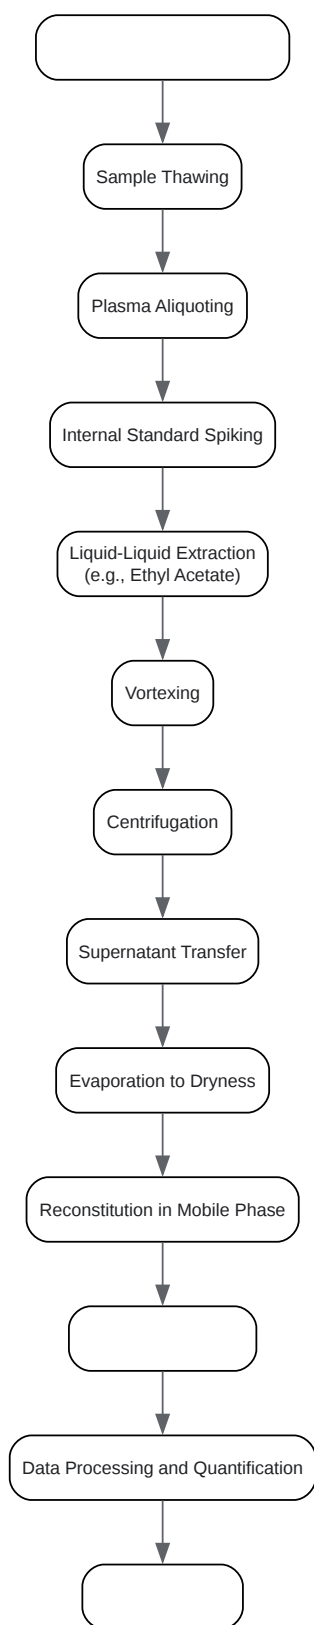 Sample Thawing
Plasma Aliquoting
Internal Standard Spiking
Liquid-Liquid Extraction
(e.g., Ethyl Acetate)
Vortexing
Centrifugation
Supernatant Transfer
Evaporation to Dryness
Reconstitution in Mobile Phase
Data Processing and Quantification